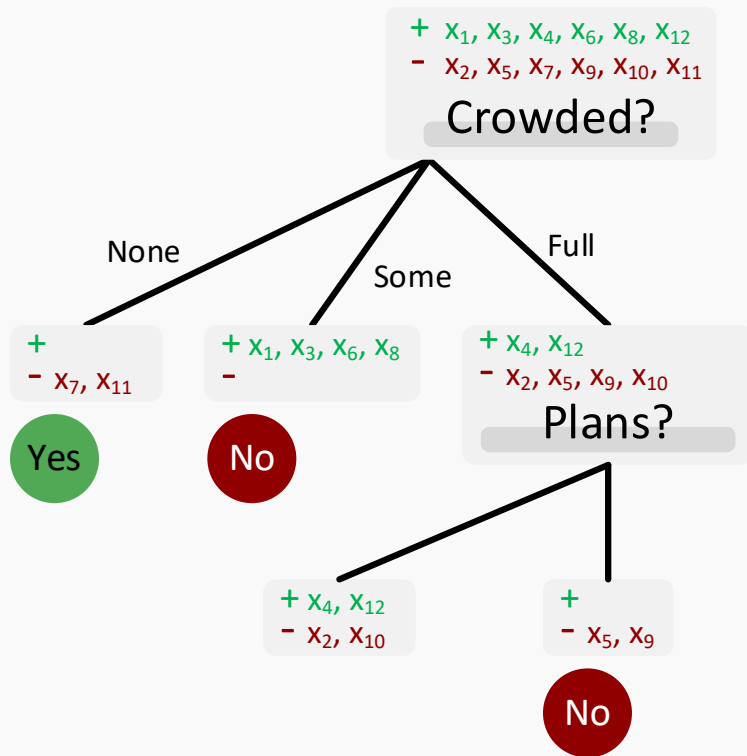 + x₁, x₃, x₄, x₆, x₈, x₁₂
- x₂, x₅, x₇, x₉, x₁₀, x₁₁
Crowded?
None
Some
Full
+
- x₇, x₁₁
Yes
+ x₁, x₃, x₆, x₈
-
No
+ x₄, x₁₂
- x₂, x₅, x₉, x₁₀
Plans?
+ x₄, x₁₂
- x₂, x₁₀
+
- x₅, x₉
No